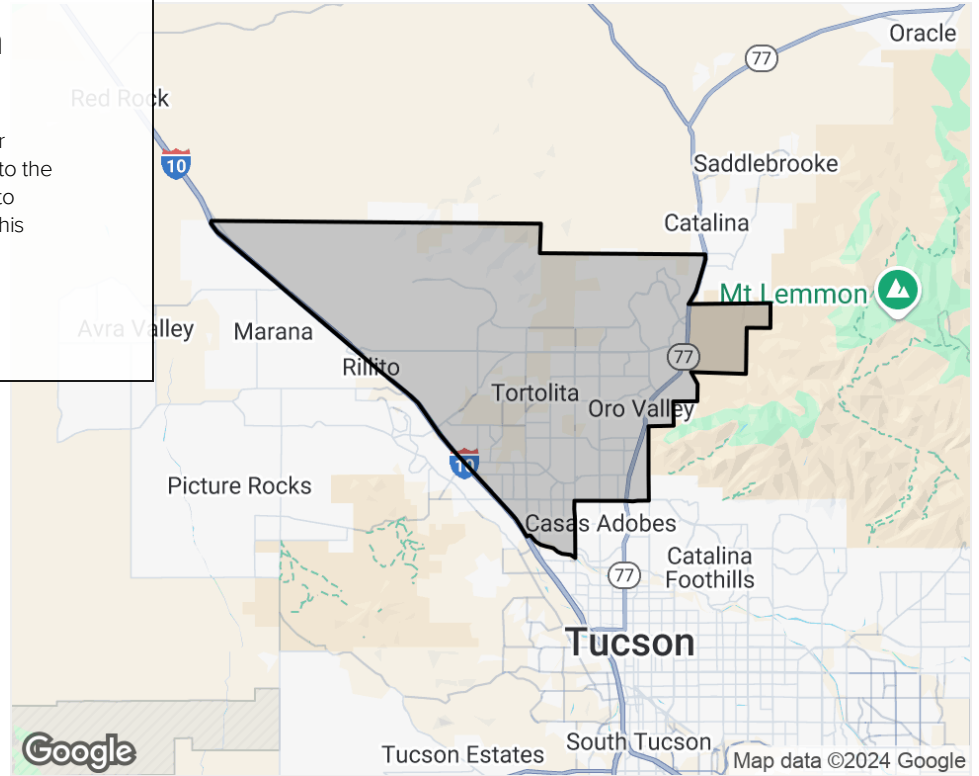 r
to the
to
his
Oracle
77
Red Rock
10
Saddlebrooke
Catalina
Mt Lemmon
Avra Valley
Marana
Rillito
77
Tortolita
Oro Valley
10
Picture Rocks
Casas Adobes
Catalina
Foothills
77
Tucson
Tucson Estates
South Tucson
Google
Map data ©2024 Google